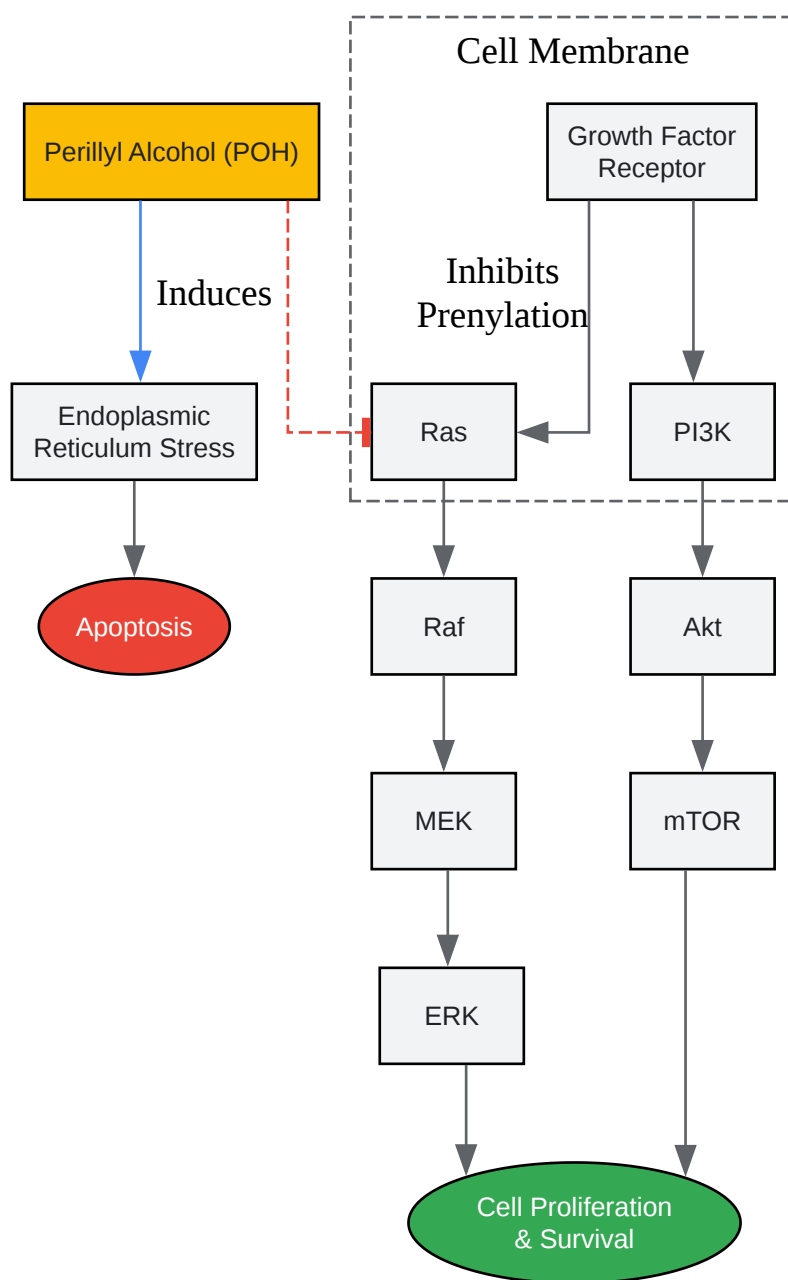 Cell Membrane
Perillyl Alcohol (POH)
Growth Factor
Receptor
Induces
Inhibits
Prenylation
Endoplasmic
Reticulum Stress
Ras
PI3K
Apoptosis
Raf
Akt
MEK
mTOR
ERK
Cell Proliferation
& Survival